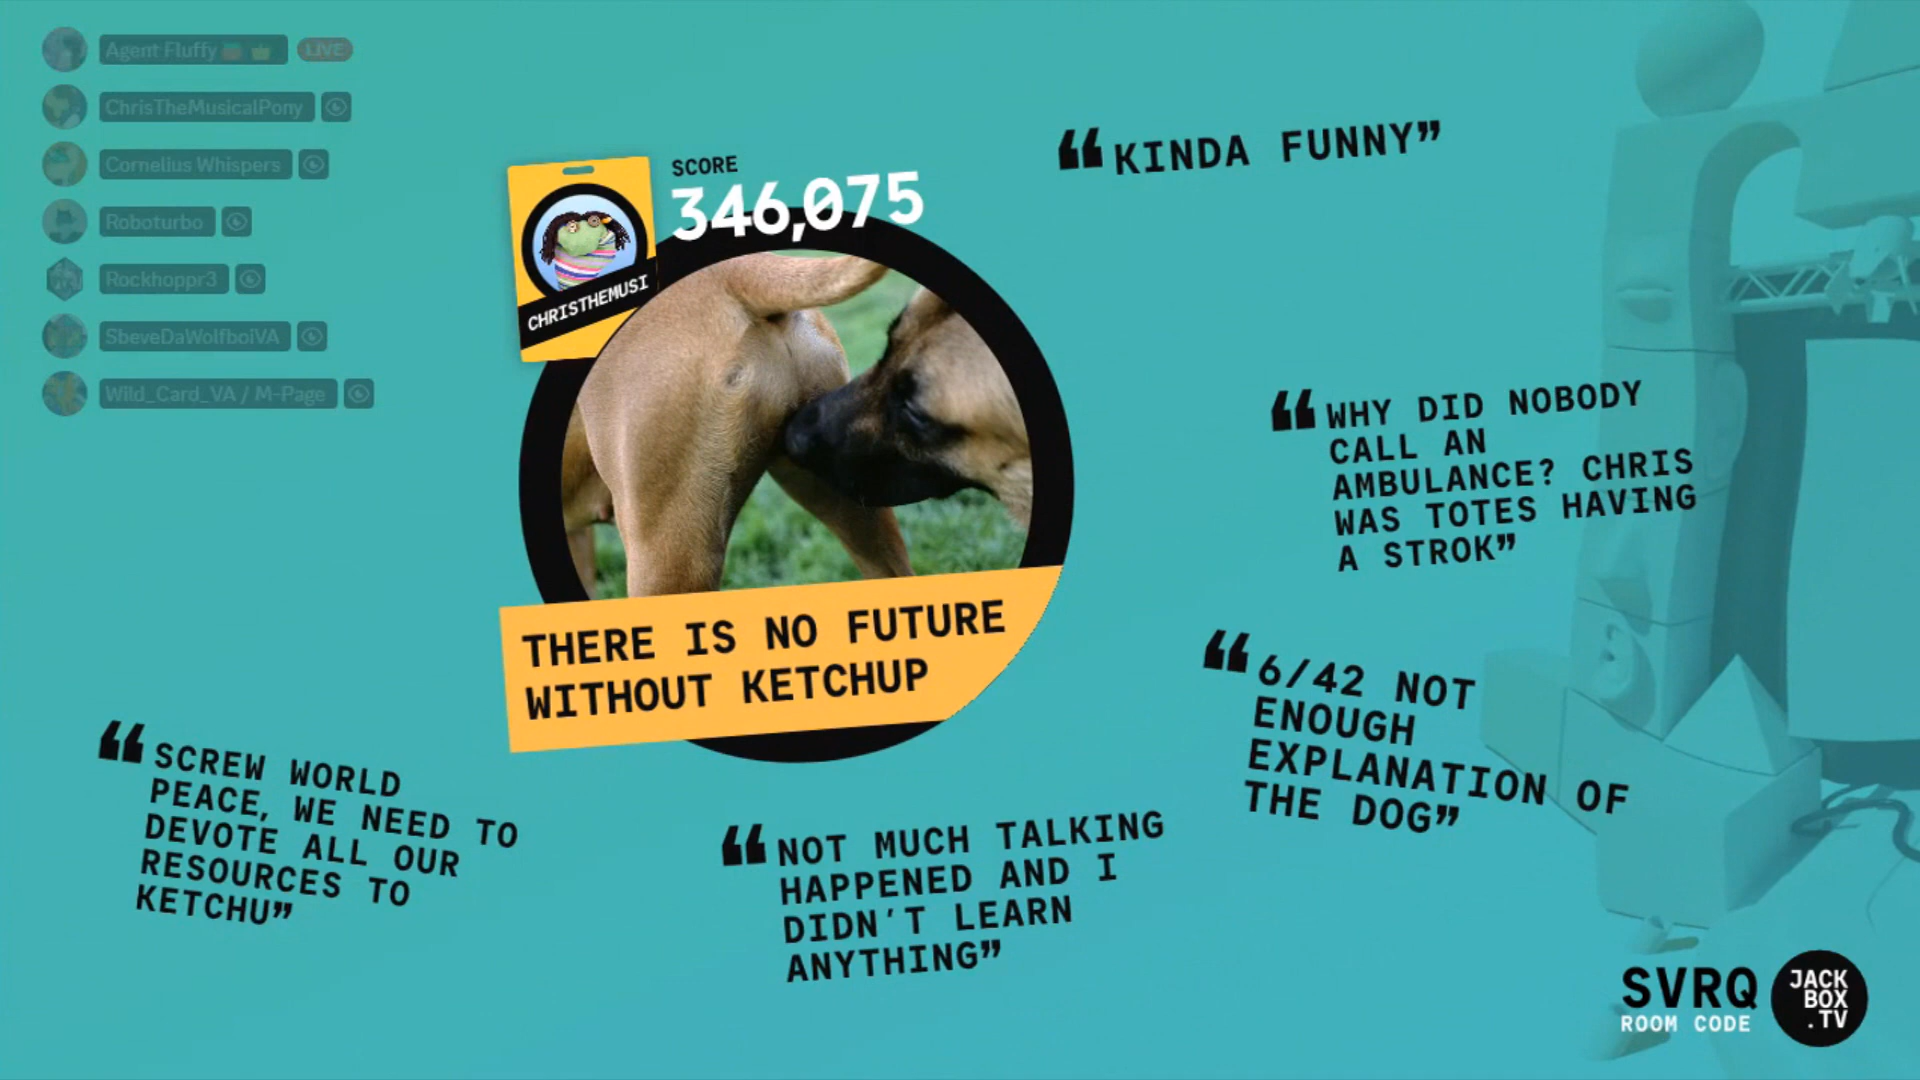 Agent Fluffy
LIVE
ChrisTheMusicalPony
Cornelius Whispers
Roboturbo
Rockhoppr3
SbeveDaWolfboiVA
Wild_Card_VA / M-Page
SCORE
346,075
CHRISTHEMUSI
THERE IS NO FUTURE
WITHOUT KETCHUP
“KINDA FUNNY”
“WHY DID NOBODY
CALL AN
AMBULANCE? CHRIS
WAS TOTES HAVING
A STROK”
“6/42 NOT
ENOUGH
EXPLANATION OF
THE DOG”
“SCREW WORLD
PEACE, WE NEED TO
DEVOTE ALL OUR
RESOURCES TO
KETCHU”
“NOT MUCH TALKING
HAPPENED AND I
DIDN'T LEARN
ANYTHING”
SVRQ
ROOM CODE
JACK
BOX
.TV